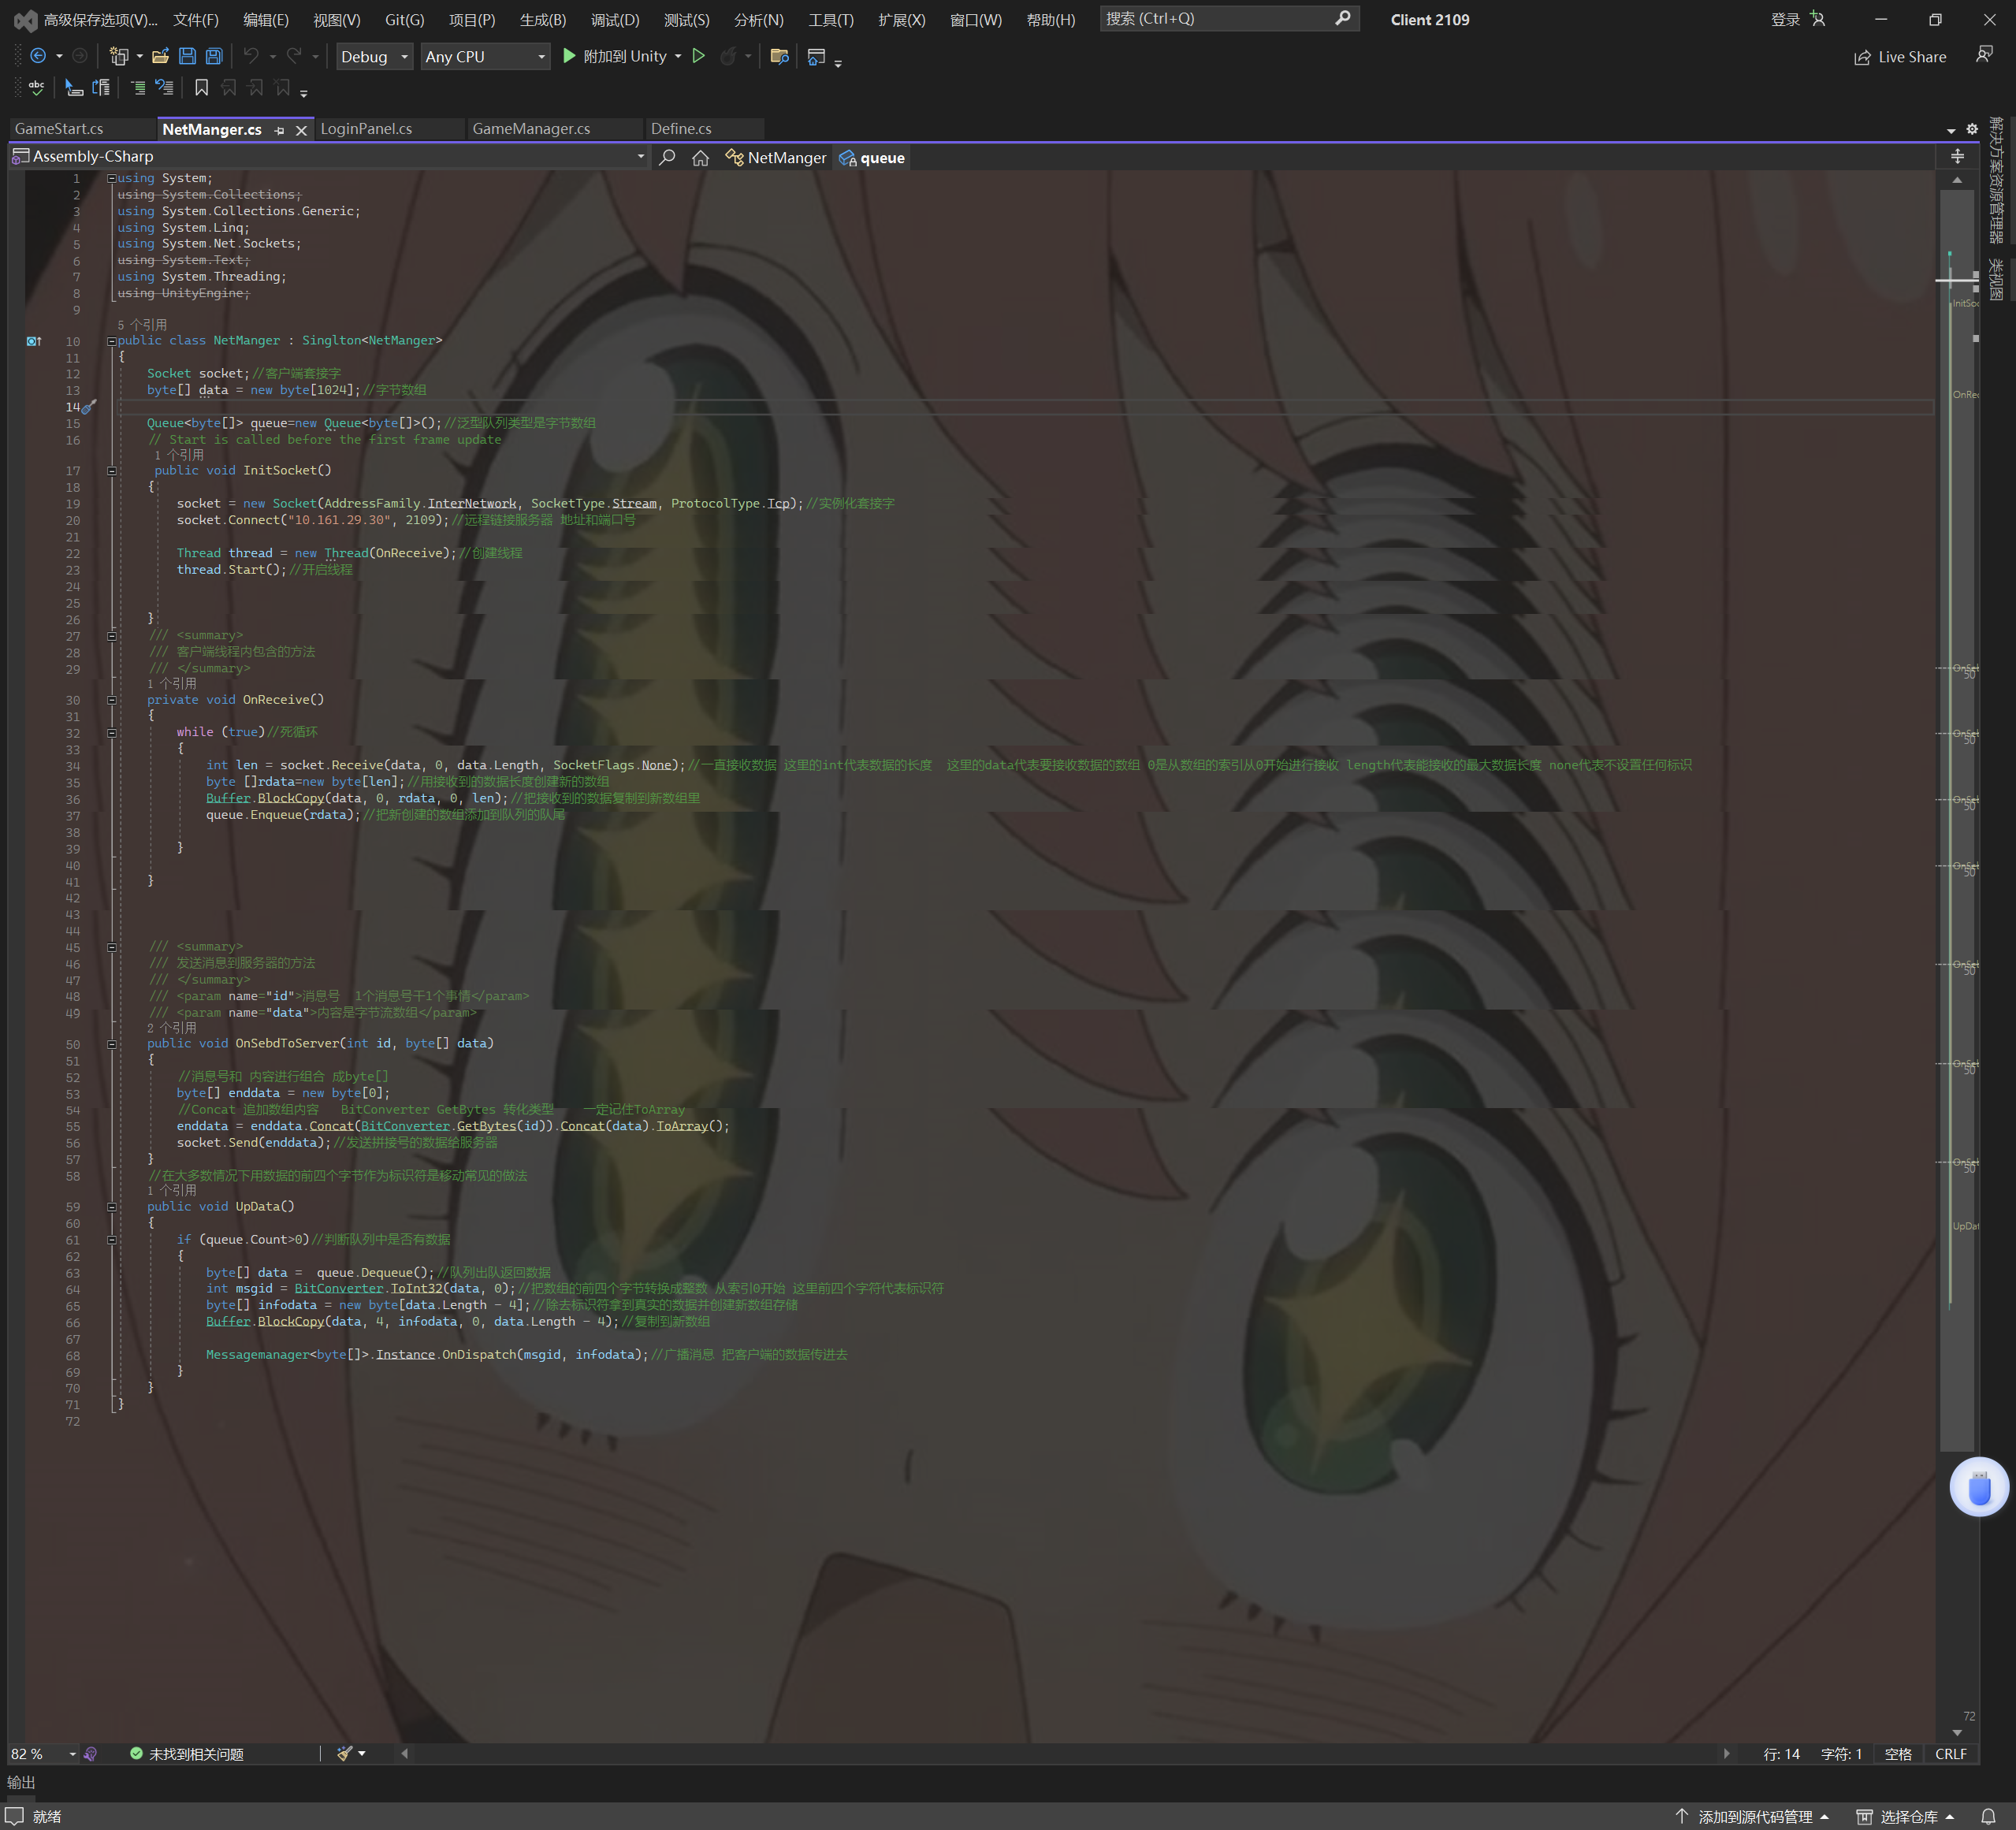 高级保存选项(V)... 文件(F) 编辑(E) 视图(V) Git(G) 项目(P) 生成(B) 调试(D) 测试(S) 分析(N) 工具(T) 扩展(X) 窗口(W) 帮助(H) 搜索 (Ctrl+Q) Client 2109 登录
Debug Any CPU 附加到 Unity Live Share
GameStart.cs NetManger.cs LoginPanel.cs GameManager.cs Define.cs
Assembly-CSharp NetManger queue
解决方案资源管理器
类视图
1 using System;
2 using System.Collections;
3 using System.Collections.Generic;
4 using System.Linq;
5 using System.Net.Sockets;
6 using System.Text;
7 using System.Threading;
8 using UnityEngine;
9
5 个引用
10 public class NetManger : Singlton<NetManger>
11 {
12 Socket socket;//客户端套接字
13 byte[] data = new byte[1024];//字节数组
14
15 Queue<byte[]> queue=new Queue<byte[]>();//泛型队列类型是字节数组
16 // Start is called before the first frame update
1 个引用
17 public void InitSocket()
18 {
19 socket = new Socket(AddressFamily.InterNetwork, SocketType.Stream, ProtocolType.Tcp);//实例化套接字
20 socket.Connect("10.161.29.30", 2109);//远程链接服务器 地址和端口号
21
22 Thread thread = new Thread(OnReceive);//创建线程
23 thread.Start();//开启线程
24
25
26 }
27 /// <summary>
28 /// 客户端线程内包含的方法
29 /// </summary>
1 个引用
30 private void OnReceive()
31 {
32 while (true)//死循环
33 {
34 int len = socket.Receive(data, 0, data.Length, SocketFlags.None);//一直接收数据 这里的int代表数据的长度 这里的data代表要接收数据的数组 0是从数组的索引从0开始进行接收 length代表能接收的最大数据长度 none代表不设置任何标识
35 byte []rdata=new byte[len];//用接收到的数据长度创建新的数组
36 Buffer.BlockCopy(data, 0, rdata, 0, len);//把接收到的数据复制到新数组里
37 queue.Enqueue(rdata);//把新创建的数组添加到队列的队尾
38
39 }
40
41 }
42
43
44
45 /// <summary>
46 /// 发送消息到服务器的方法
47 /// </summary>
48 /// <param name="id">消息号 1个消息号干1个事情</param>
49 /// <param name="data">内容是字节流数组</param>
2 个引用
50 public void OnSebdToServer(int id, byte[] data)
51 {
52 //消息号和 内容进行组合 成byte[]
53 byte[] enddata = new byte[0];
54 //Concat 追加数组内容 BitConverter GetBytes 转化类型 一定记住ToArray
55 enddata = enddata.Concat(BitConverter.GetBytes(id)).Concat(data).ToArray();
56 socket.Send(enddata);//发送拼接号的数据给服务器
57 }
58 //在大多数情况下用数据的前四个字节作为标识符是移动常见的做法
1 个引用
59 public void UpData()
60 {
61 if (queue.Count>0)//判断队列中是否有数据
62 {
63 byte[] data = queue.Dequeue();//队列出队返回数据
64 int msgid = BitConverter.ToInt32(data, 0);//把数组的前四个字节转换成整数 从索引0开始 这里前四个字符代表标识符
65 byte[] infodata = new byte[data.Length - 4];//除去标识符拿到真实的数据并创建新数组存储
66 Buffer.BlockCopy(data, 4, infodata, 0, data.Length - 4);//复制到新数组
67
68 Messagemanager<byte[]>.Instance.OnDispatch(msgid, infodata);//广播消息 把客户端的数据传进去
69 }
70 }
71 }
72
72
82 % 未找到相关问题 行: 14 字符: 1 空格 CRLF
输出
就绪 添加到源代码管理 选择仓库